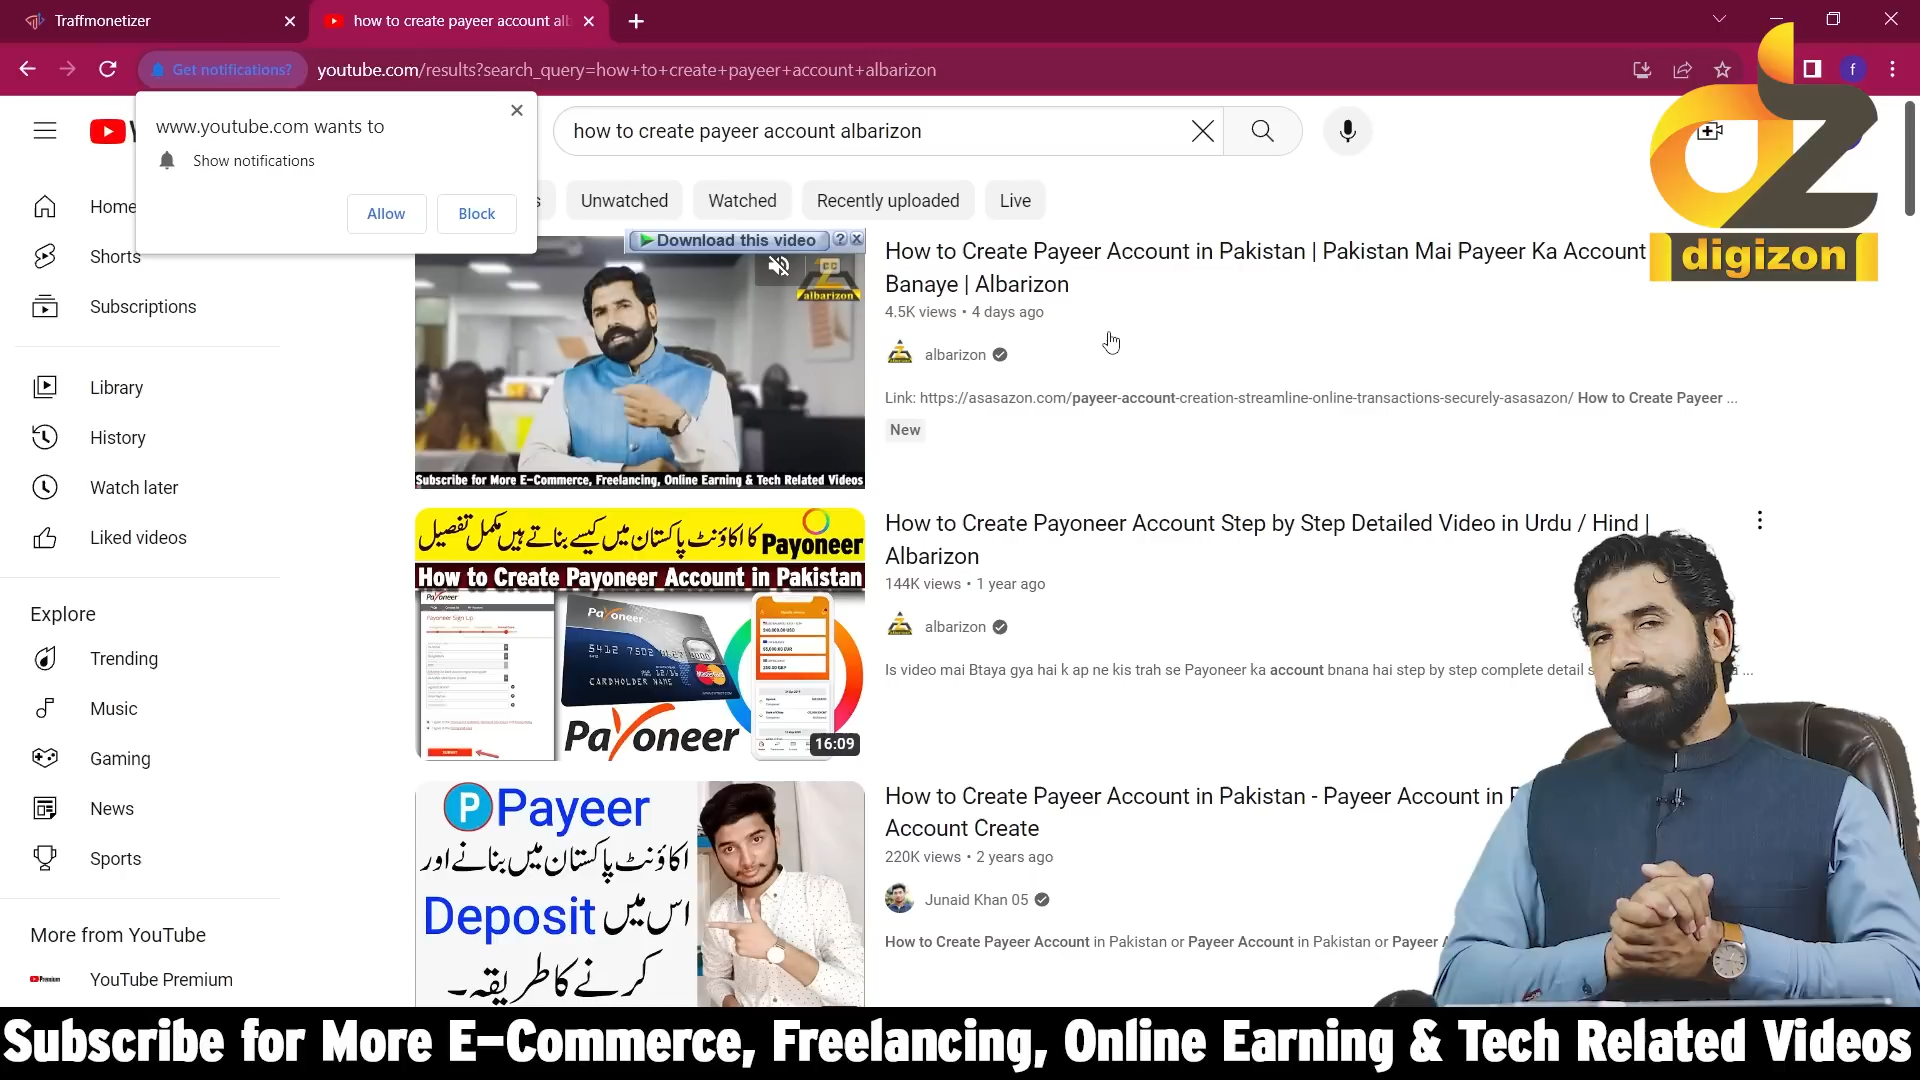 Traffmonetizer
how to create payeer account alb
Get notifications?
youtube.com/results?search_query=how+to+create+payeer+account+albarizon
f
www.youtube.com wants to
Show notifications
Allow
Block
how to create payeer account albarizon
Unwatched
Watched
Recently uploaded
Live
digizon
Home
Shorts
Subscriptions
Library
History
Watch later
Liked videos
Explore
Trending
Music
Gaming
News
Sports
More from YouTube
Premium
YouTube Premium
Download this video
albarizon
Subscribe for More E-Commerce, Freelancing, Online Earning & Tech Related Videos
How to Create Payeer Account in Pakistan | Pakistan Mai Payeer Ka Account
Banaye | Albarizon
4.5K views • 4 days ago
albarizon
Link: https://asasazon.com/payeer-account-creation-streamline-online-transactions-securely-asasazon/ How to Create Payeer ...
New
کا اکاؤنٹ پاکستان میں کیسے بناتے ہیں مکمل تفصیل
Payoneer
How to Create Payoneer Account in Pakistan
Payoneer
Payoneer
CARDHOLDER NAME
MasterCard
Payoneer
16:09
How to Create Payoneer Account Step by Step Detailed Video in Urdu / Hind |
Albarizon
144K views • 1 year ago
albarizon
Is video mai Btaya gya hai k ap ne kis trah se Payoneer ka account bnana hai step by step complete detail
P Payeer
اکاؤنٹ پاکستان میں بنانے اور
اس میں Deposit
کرنے کا طریقہ۔
How to Create Payeer Account in Pakistan - Payeer Account in
Account Create
220K views • 2 years ago
Junaid Khan 05
How to Create Payeer Account in Pakistan or Payeer Account in Pakistan or Payeer
Subscribe for More E-Commerce, Freelancing, Online Earning & Tech Related Videos